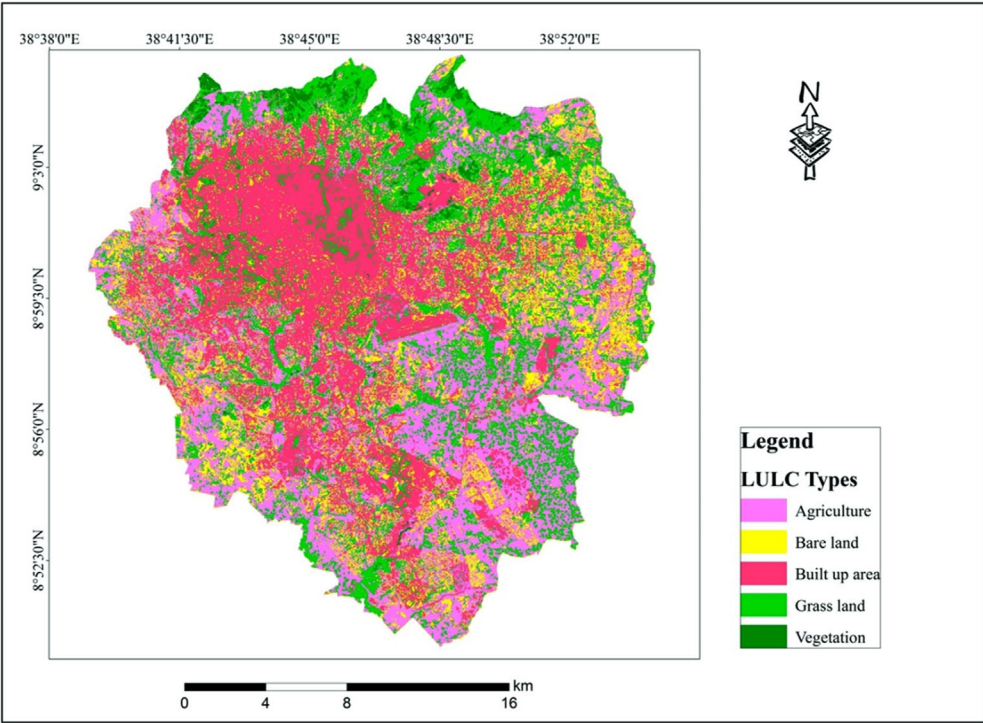 38°38'0"E 38°41'30"E 38°45'0"E 38°48'30"E 38°52'0"E
N
9°3'0"N
8°59'30"N
8°56'0"N
8°52'30"N
Legend
LULC Types
Agriculture
Bare land
Built up area
Grass land
Vegetation
km
0 4 8 16